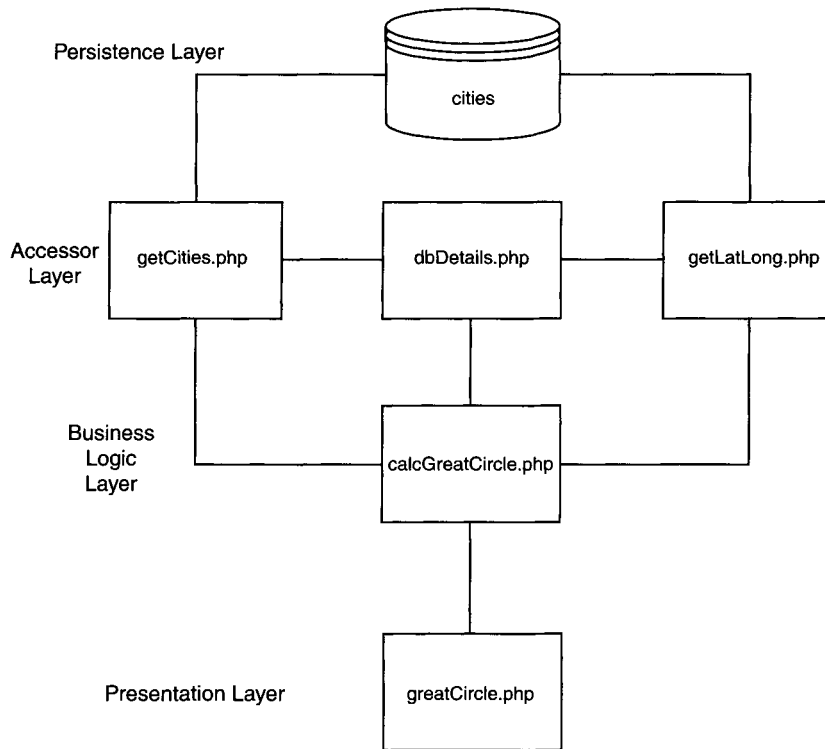 Persistence Layer
cities
Accessor
Layer
getCities.php
dbDetails.php
getLatLong.php
Business
Logic
Layer
calcGreatCircle.php
Presentation Layer
greatCircle.php